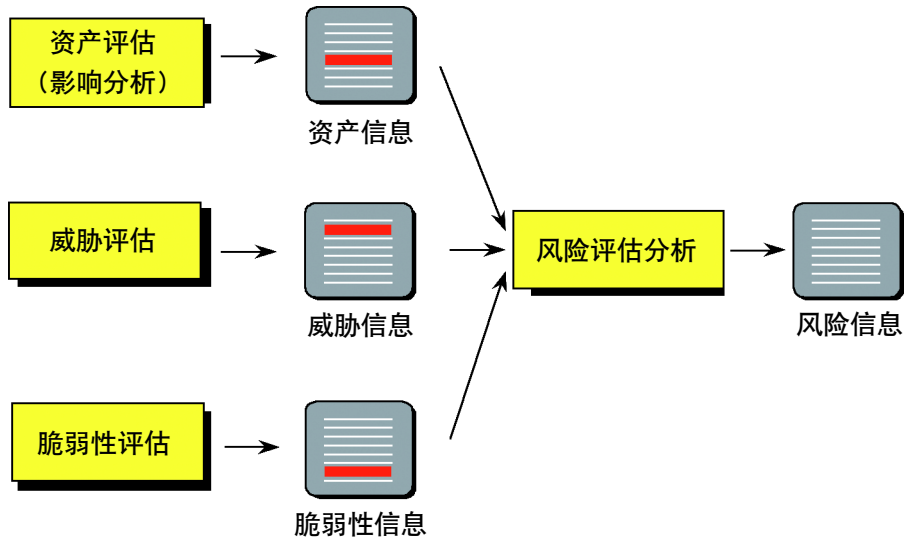 资产评估
（影响分析）
资产信息
威胁评估
威胁信息
风险评估分析
风险信息
脆弱性评估
脆弱性信息